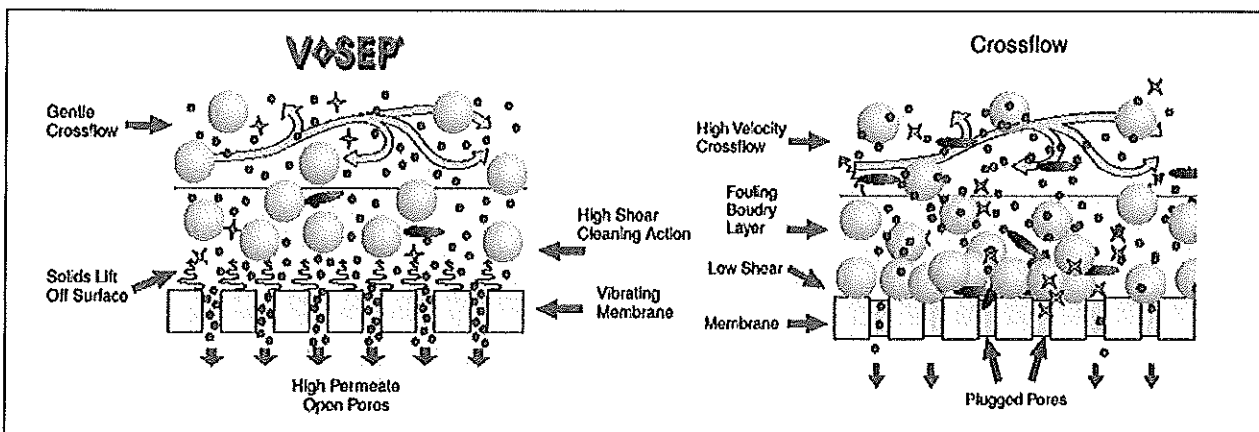 VSEP
Crossflow
Gentle
Crossflow
High Velocity
Crossflow
Fouling
Boudry
Layer
High Shear
Cleaning Action
Solids Lift
Off Surface
Low Shear
Vibrating
Membrane
Membrane
High Permeate
Open Pores
Plugged Pores